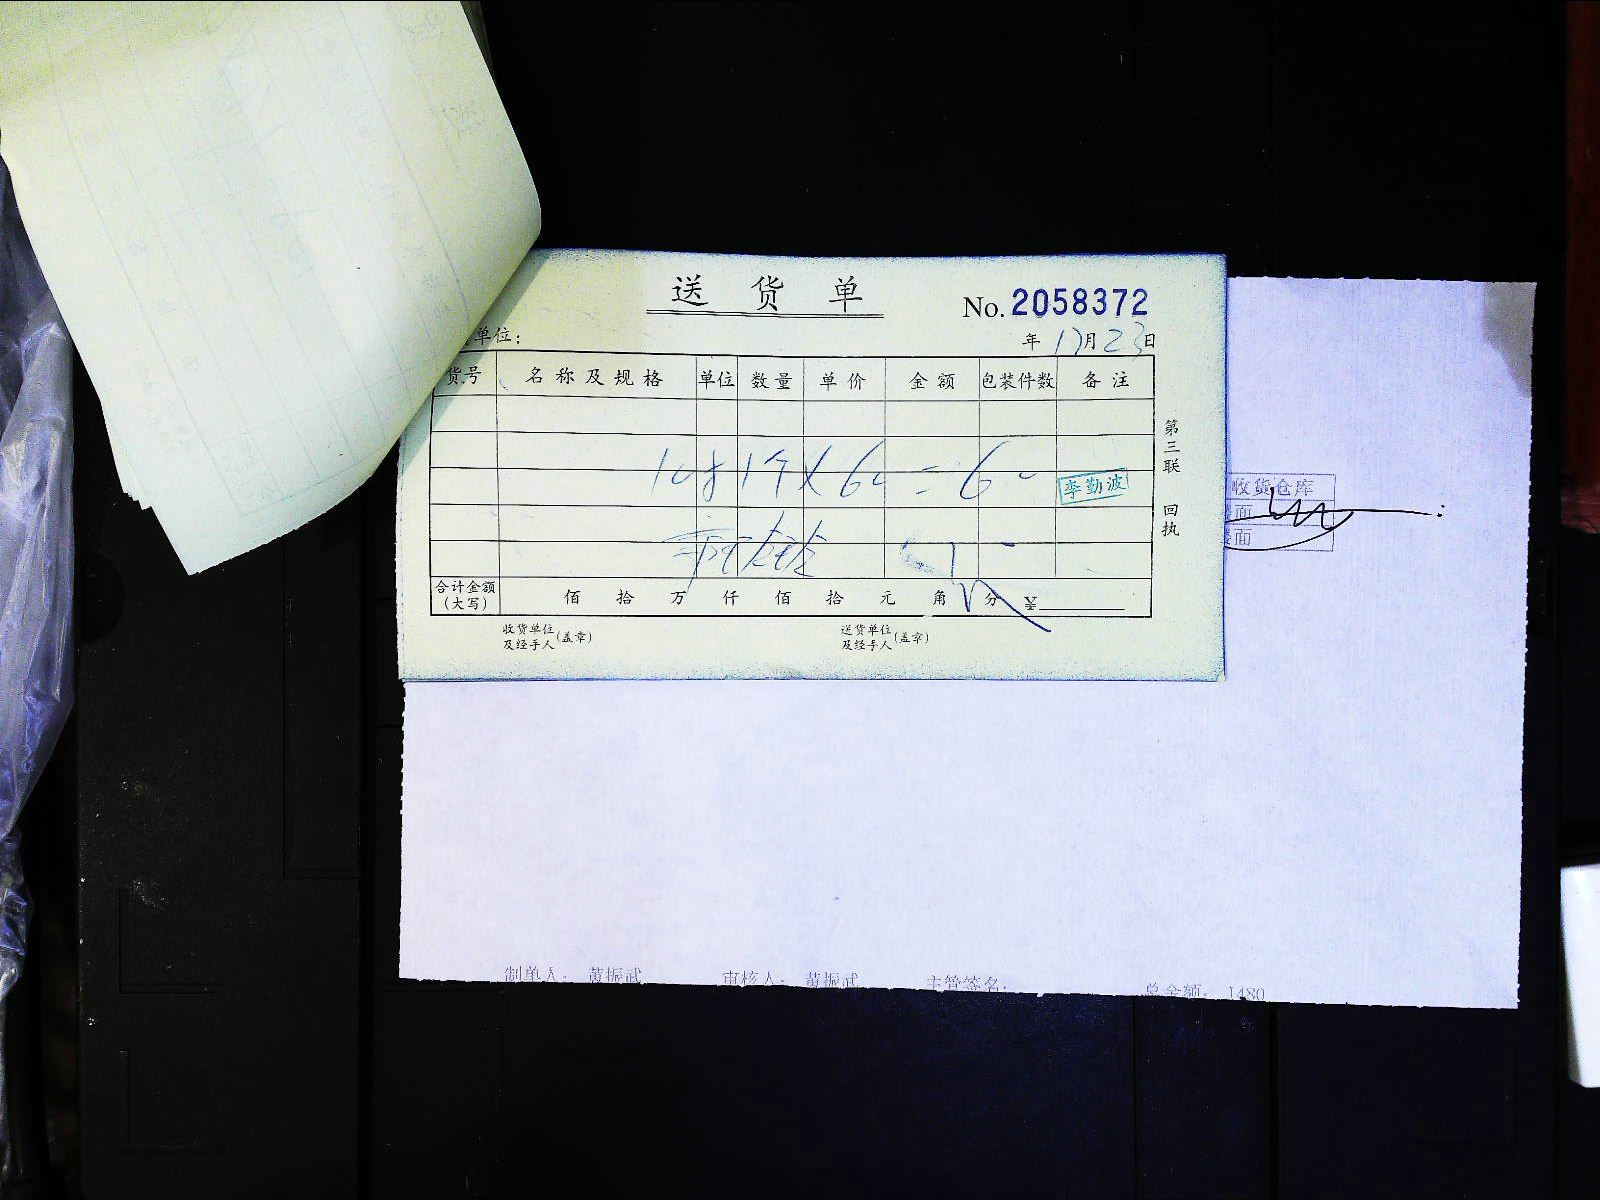 送货单
No. 2058372
单位:
年 12月23日
货号 名称及规格 单位 数量 单价 金额 包装件数 备注
60 = 60
李勤波
合计金额(大写) 佰 拾 万 仟 佰 拾 元 角 分 ¥
收货单位及经手人(盖章) 送货单位及经手人(盖章)
第三联 回执
收货仓库
面
面
制单人: 黄振武 审核人: 黄振武 主管签名: 总金额: 1480